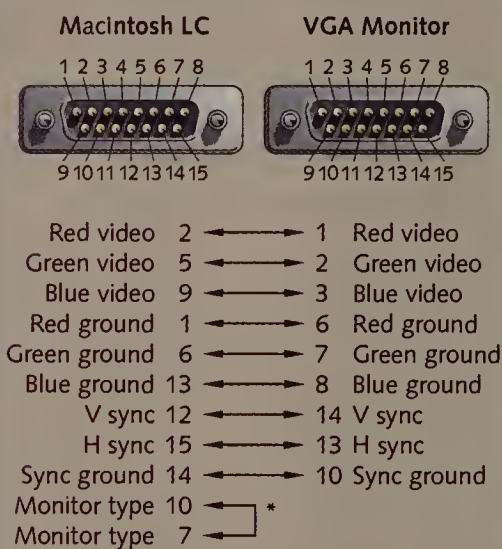 Macintosh LC VGA Monitor
1 2 3 4 5 6 7 8 1 2 3 4 5 6 7 8
9 10 11 12 13 14 15 9 10 11 12 13 14 15
Red video 2 1 Red video
Green video 5 2 Green video
Blue video 9 3 Blue video
Red ground 1 6 Red ground
Green ground 6 7 Green ground
Blue ground 13 8 Blue ground
V sync 12 14 V sync
H sync 15 13 H sync
Sync ground 14 10 Sync ground
Monitor type 10 *
Monitor type 7